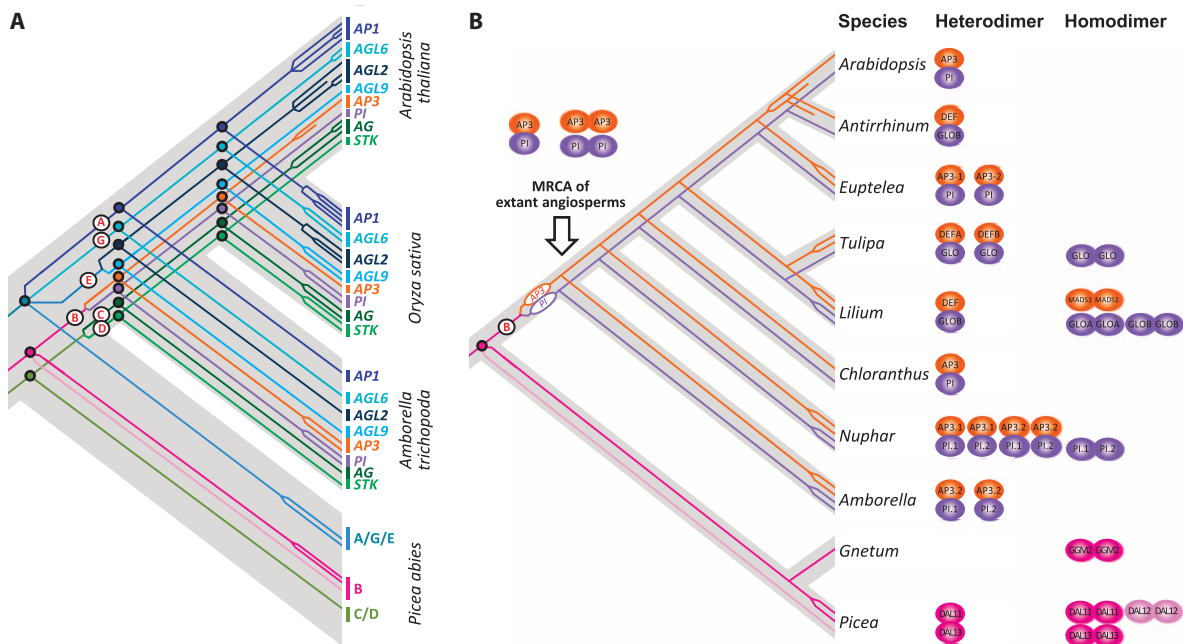 A
AP1
AGL6
AGL2
AGL9
AP3
PI
AG
STK
Arabidopsis
thaliana
A
G
E
B
C
D
AP1
AGL6
AGL2
AGL9
AP3
PI
AG
STK
Oryza sativa
AP1
AGL6
AGL2
AGL9
AP3
PI
AG
STK
Amborella
trichopoda
A/G/E
B
C/D
Picea abies
B
AP3
PI
AP3 AP3
PI PI
MRCA of
extant angiosperms
AP3
PI
B
Species Heterodimer Homodimer
Arabidopsis
AP3
PI
Antirrhinum
DEF
GLOB
Euptelea
AP3-1 AP3-2
PI PI
Tulipa
DEFA DEFB
GLO GLO
GLO GLO
Lilium
DEF
GLOB
MADS1 MADS1
GLOA GLOA GLOB GLOB
Chloranthus
AP3
PI
Nuphar
AP3.1 AP3.1 AP3.2 AP3.2
PI.1 PI.2 PI.1 PI.2
PI.1 PI.2
Amborella
AP3.2 AP3.2
PI.1 PI.2
Gnetum
GGM2 GGM2
Picea
DAL11
DAL13
DAL11 DAL11 DAL12 DAL12
DAL13 DAL13